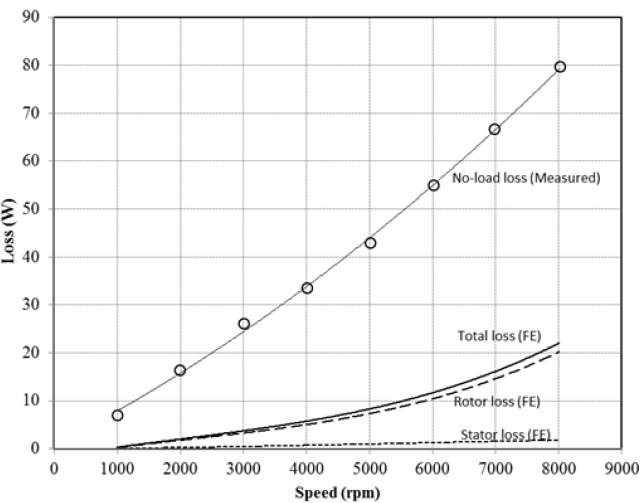 90
80
70
60
50
40
30
20
10
0
Loss (W)
No-load loss (Measured)
Total loss (FE)
Rotor loss (FE)
Stator loss (FE)
0 1000 2000 3000 4000 5000 6000 7000 8000 9000
Speed (rpm)